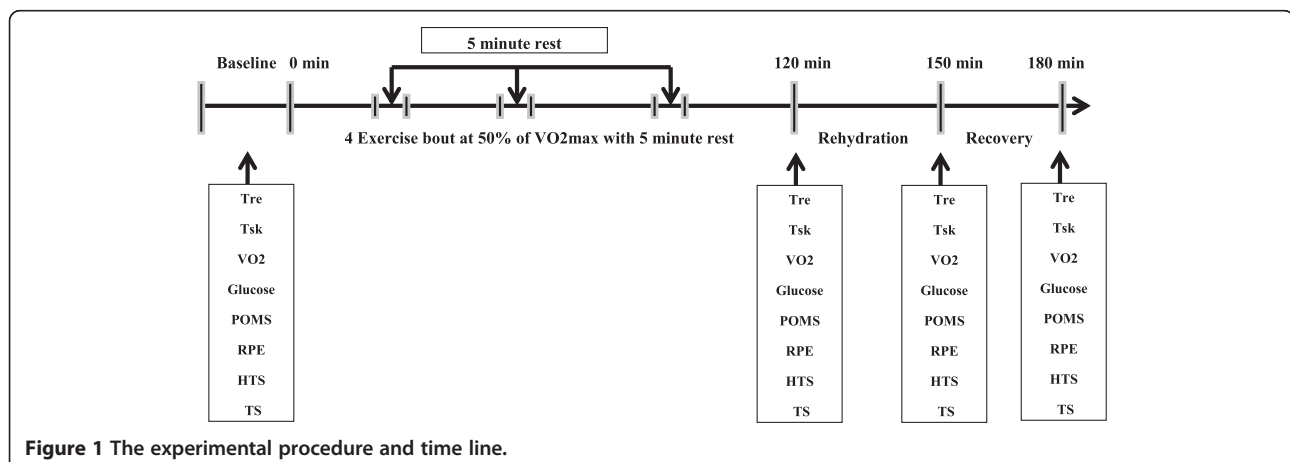 5 minute rest
Baseline 0 min 120 min 150 min 180 min
4 Exercise bout at 50% of VO2max with 5 minute rest Rehydration Recovery
Tre Tre Tre Tre
Tsk Tsk Tsk Tsk
VO2 VO2 VO2 VO2
Glucose Glucose Glucose Glucose
POMS POMS POMS POMS
RPE RPE RPE RPE
HTS HTS HTS HTS
TS TS TS TS
Figure 1 The experimental procedure and time line.